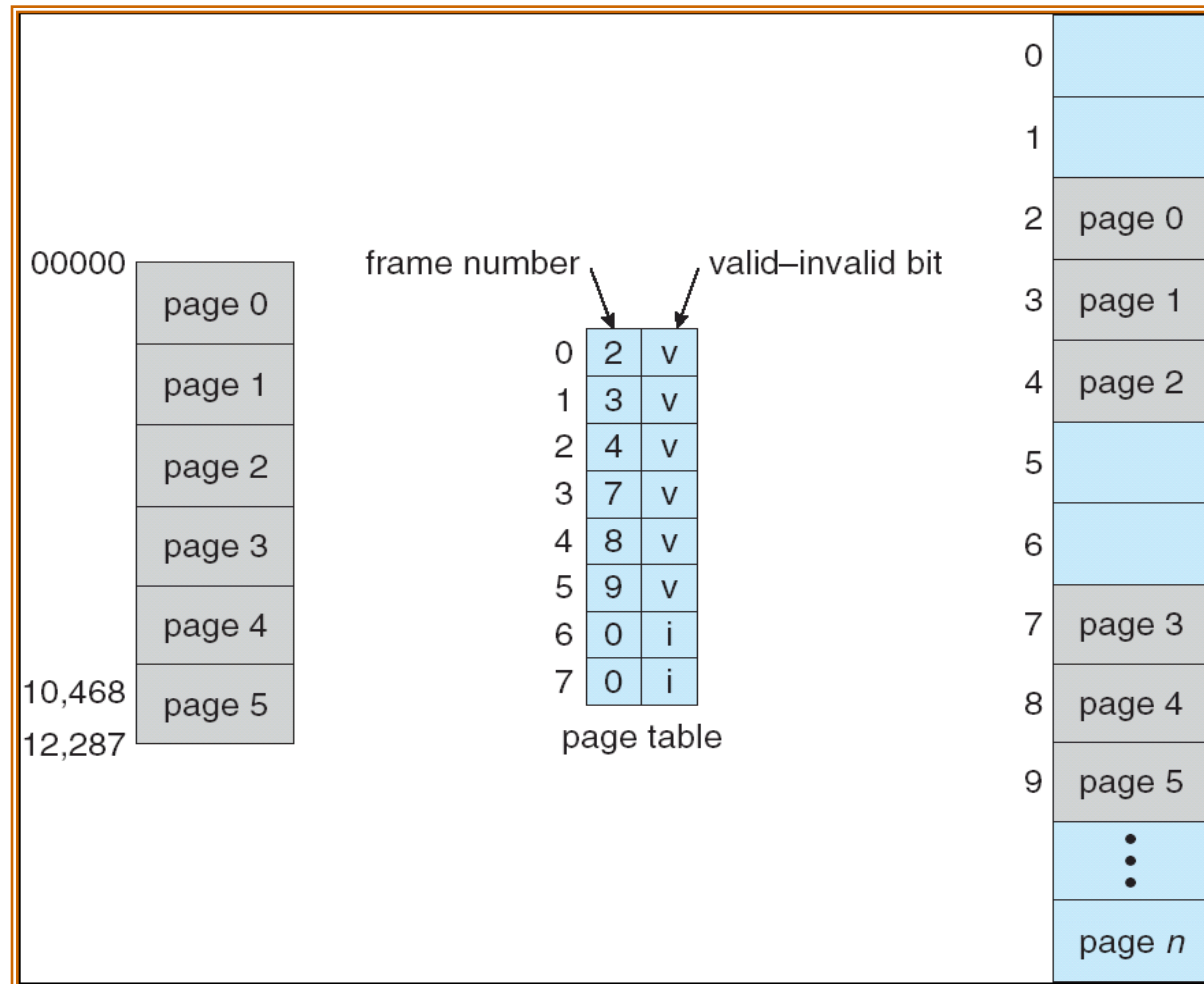 00000
page 0
page 1
page 2
page 3
page 4
10,468
page 5
12,287
frame number
valid–invalid bit
0 2 v
1 3 v
2 4 v
3 7 v
4 8 v
5 9 v
6 0 i
7 0 i
page table
0
1
2 page 0
3 page 1
4 page 2
5
6
7 page 3
8 page 4
9 page 5
page n